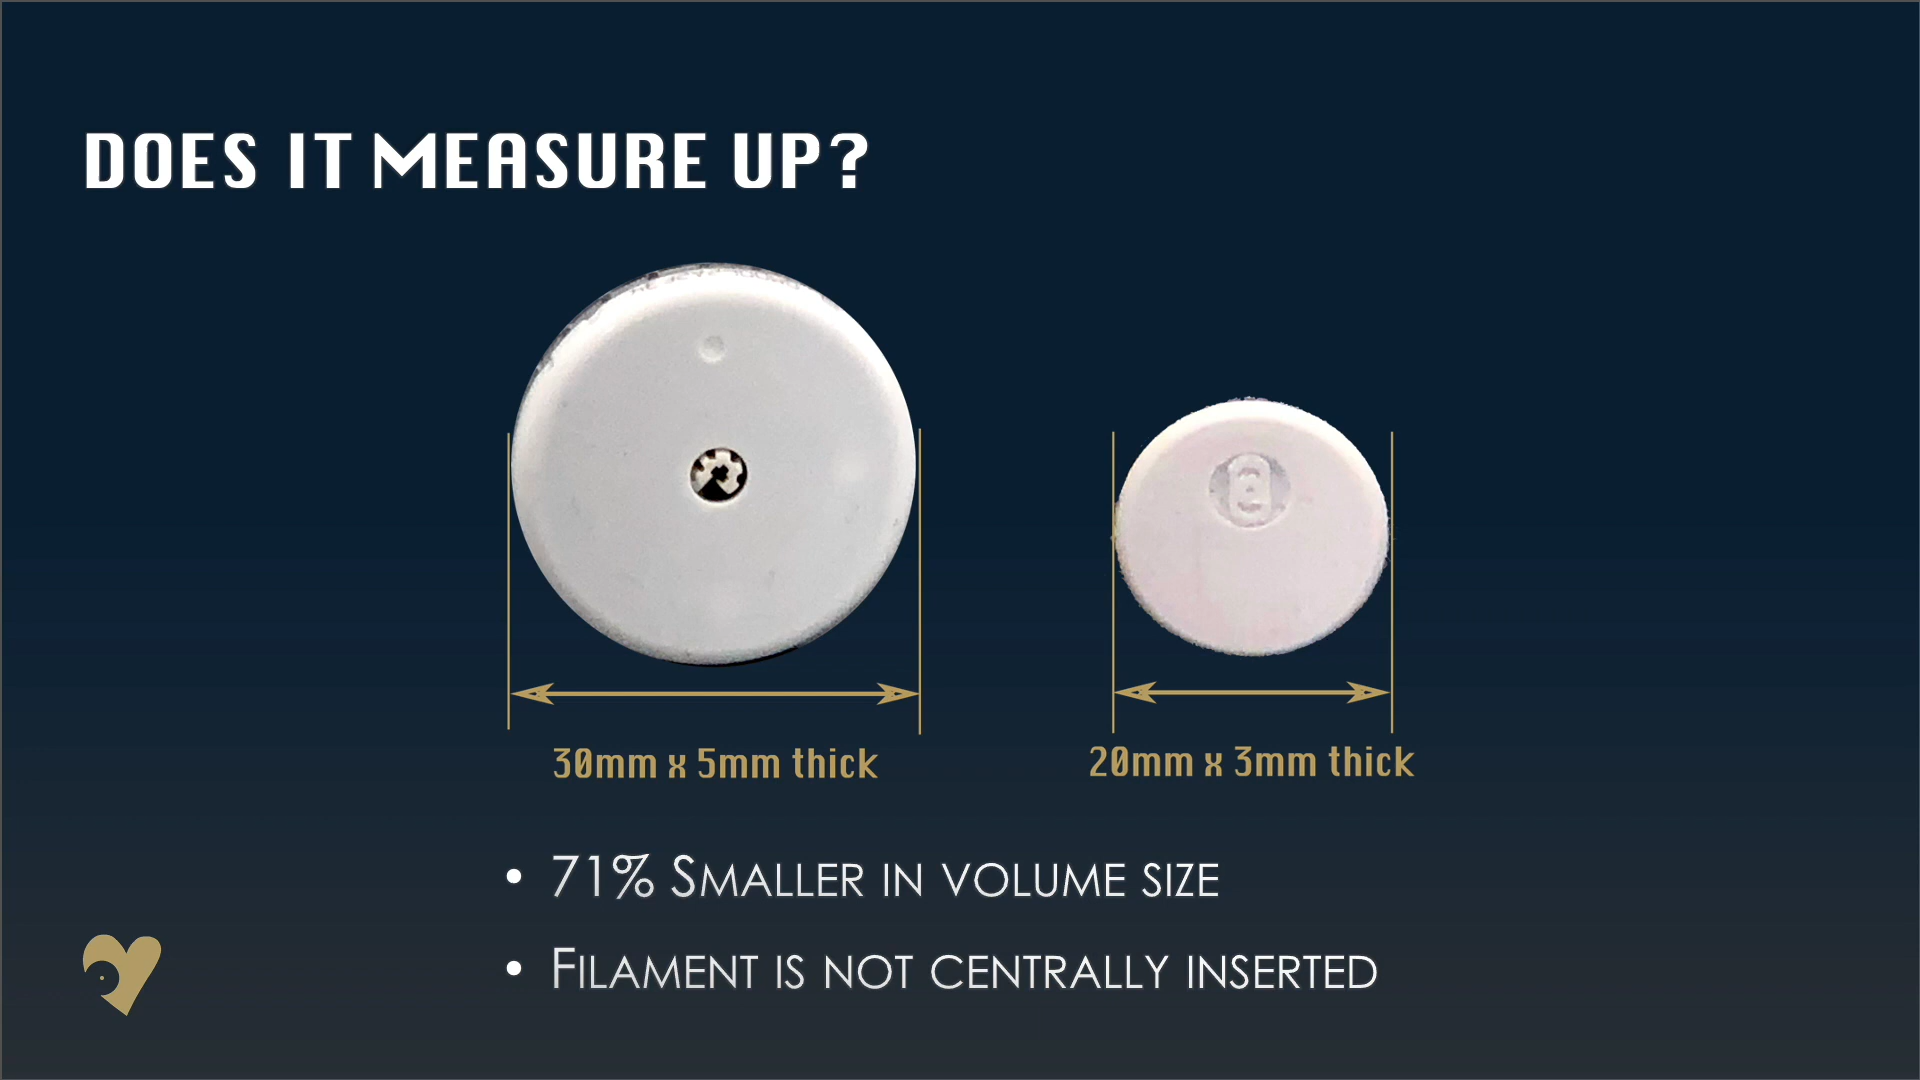 DOES IT MEASURE UP?
30mm x 5mm thick
20mm x 3mm thick
• 71% SMALLER IN VOLUME SIZE
• FILAMENT IS NOT CENTRALLY INSERTED